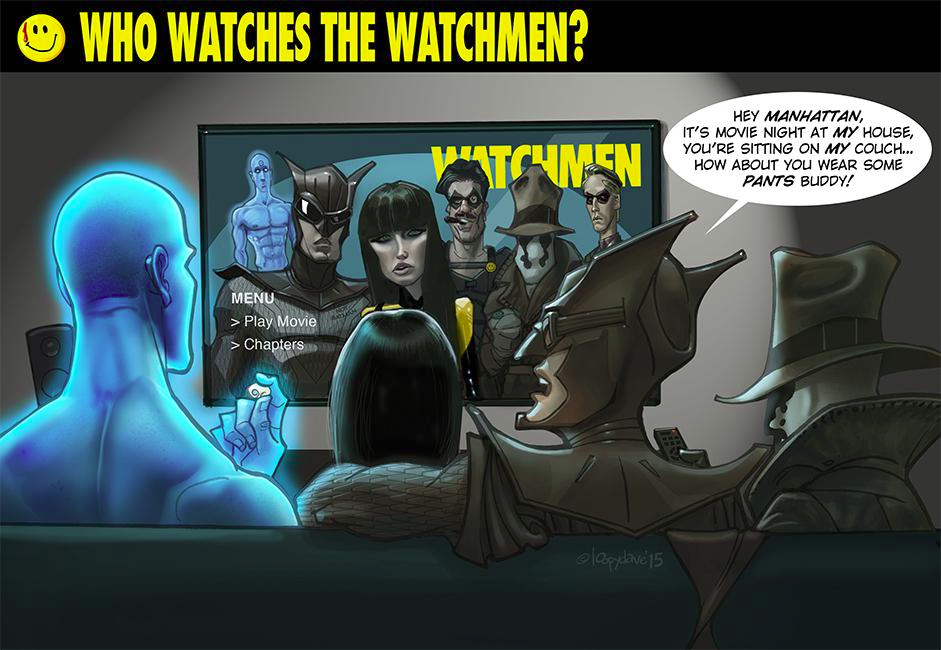 WHO WATCHES THE WATCHMEN?
HEY MANHATTAN,
IT'S MOVIE NIGHT AT MY HOUSE,
YOU'RE SITTING ON MY COUCH...
HOW ABOUT YOU WEAR SOME
PANTS BUDDY!
WATCHMEN
MENU
> Play Movie
> Chapters
©loopydave'15